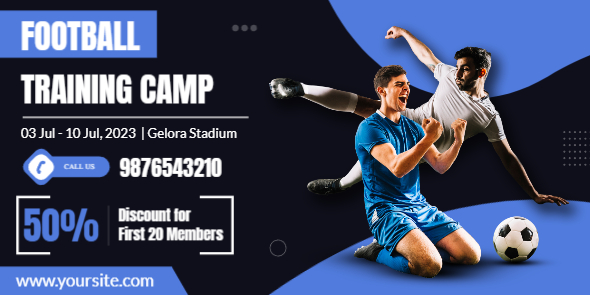 FOOTBALL
TRAINING CAMP
03 Jul - 10 Jul, 2023 | Gelora Stadium
CALL US
9876543210
50%
Discount for
First 20 Members
www.yoursite.com